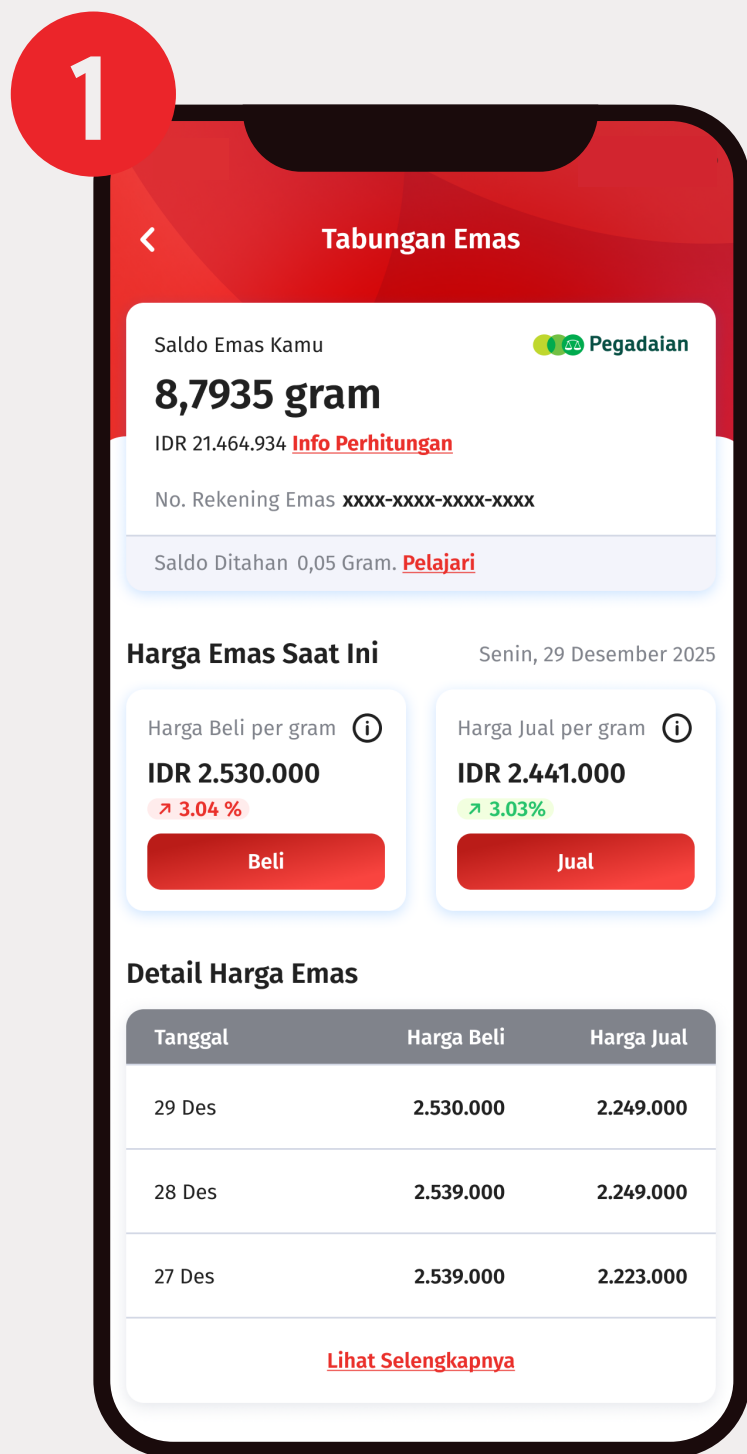 1
Tabungan Emas
Saldo Emas Kamu
Pegadaian
8,7935 gram
IDR 21.464.934 Info Perhitungan
No. Rekening Emas xxxx-xxxx-xxxx-xxxx
Saldo Ditahan 0,05 Gram. Pelajari
Harga Emas Saat Ini
Senin, 29 Desember 2025
Harga Beli per gram
IDR 2.530.000
3.04 %
Beli
Harga Jual per gram
IDR 2.441.000
3.03%
Jual
Detail Harga Emas
Tanggal Harga Beli Harga Jual
29 Des 2.530.000 2.249.000
28 Des 2.539.000 2.249.000
27 Des 2.539.000 2.223.000
Lihat Selengkapnya